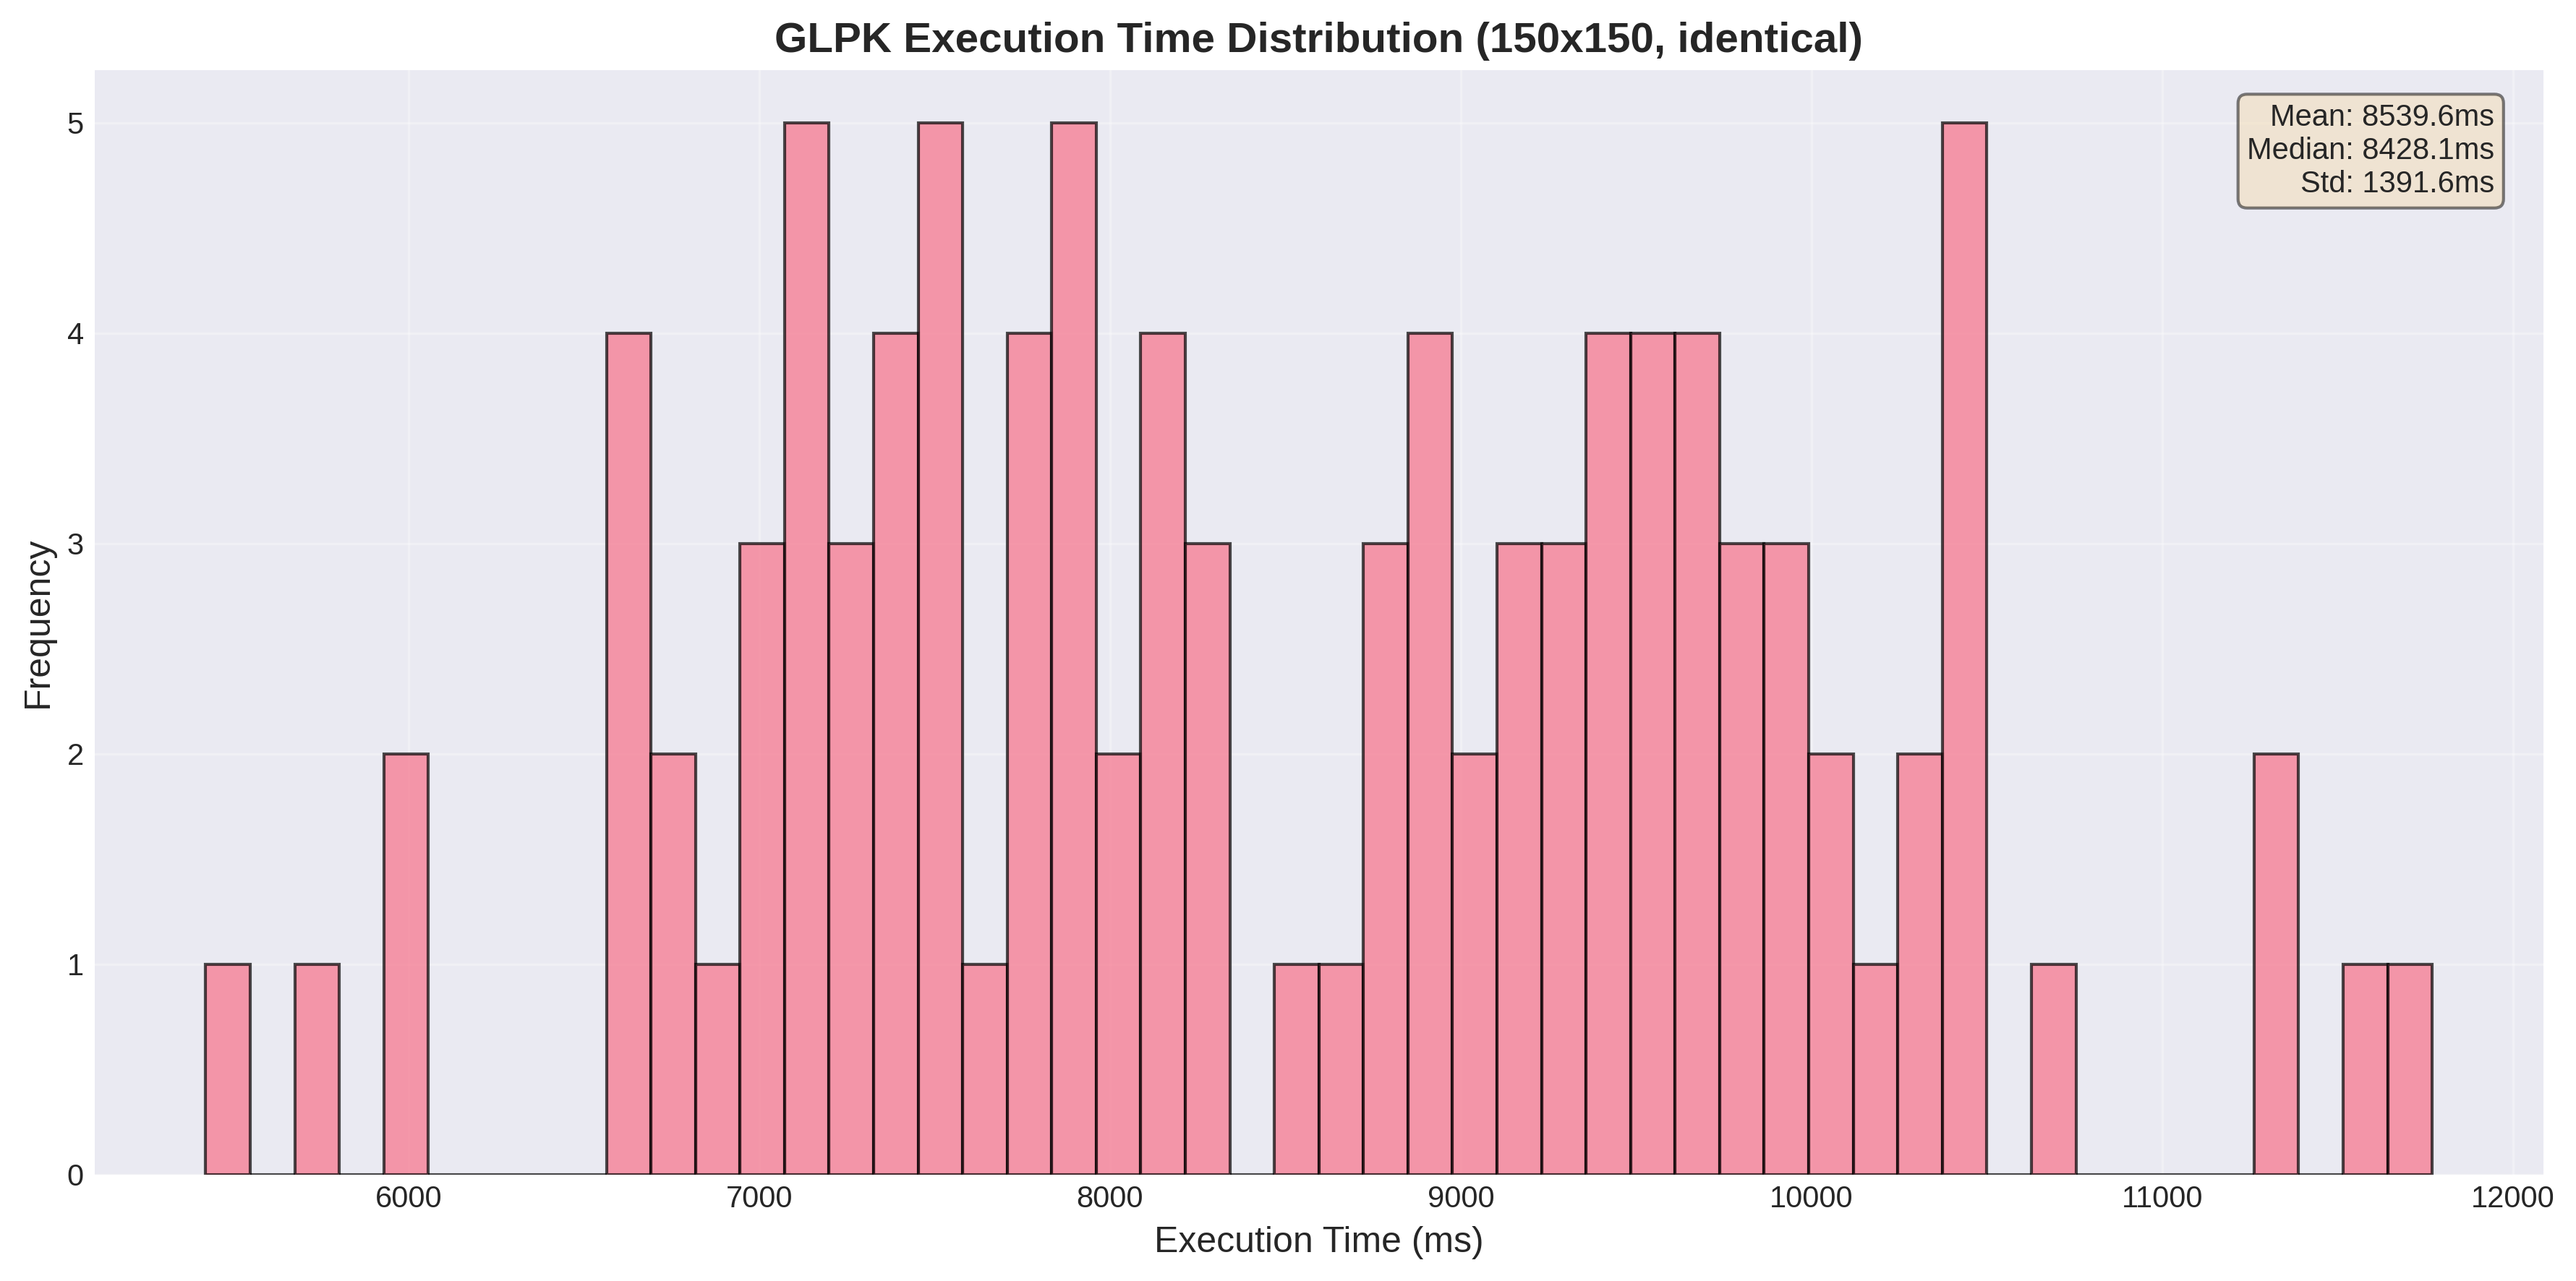 GLPK Execution Time Distribution (150x150, identical)
Mean: 8539.6ms
Median: 8428.1ms
Std: 1391.6ms
Frequency
5
4
3
2
1
0
6000
7000
8000
9000
10000
11000
12000
Execution Time (ms)